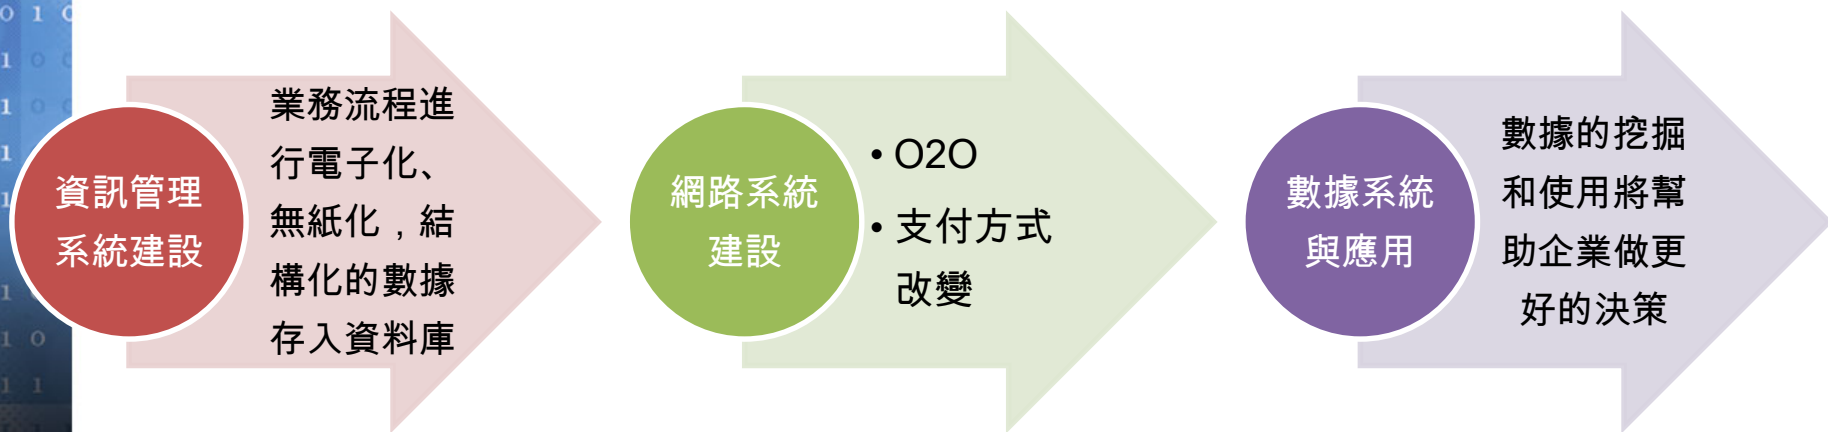 資訊管理
系統建設
業務流程進
行電子化、
無紙化，結
構化的數據
存入資料庫
網路系統
建設
• O2O
• 支付方式
改變
數據系統
與應用
數據的挖掘
和使用將幫
助企業做更
好的決策